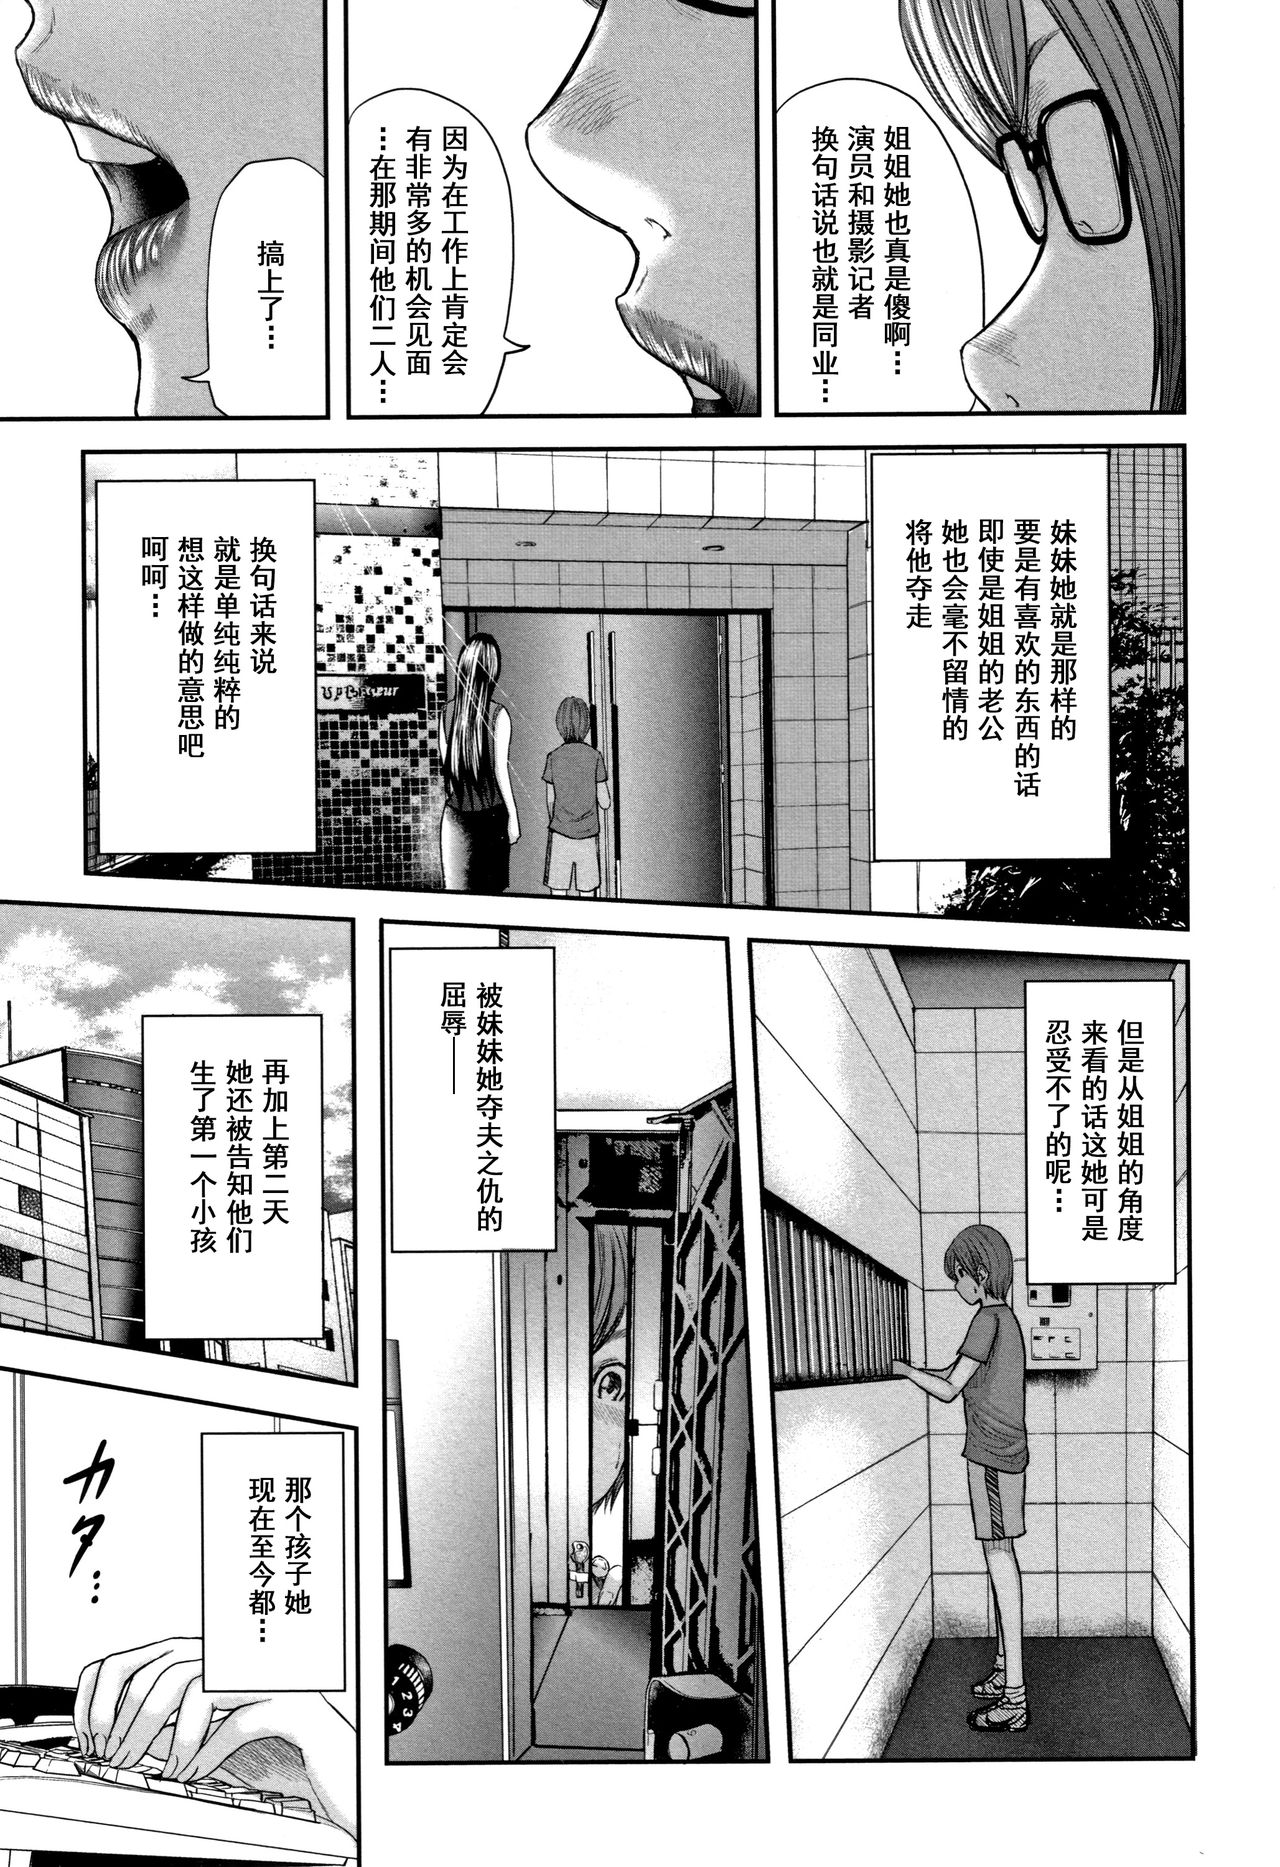 姐姐她也真是傻啊…
演员和摄影记者
换句话说也就是同业…
因为在工作上肯定会
有非常多的机会见面
…在那期间他们二人…
搞上了…
妹妹她就是那样的
要是有喜欢的东西的话
即使是姐姐的老公
她也会毫不留情的
将他夺走
换句话来说
就是单纯纯粹的
想这样做的意思吧
呵呵…
但是从姐姐的角度
来看的话这她可是
忍受不了的呢…
被妹妹她夺夫之仇的
屈辱——
1
2
3
4
再加上第二天
她还被告知他们
生了第一个小孩
那个孩子她
现在至今都…
カタ…